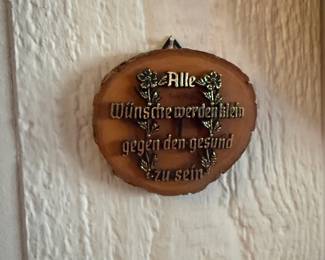 Alle
Wünsche werden klein
gegen den gesund
zu sein